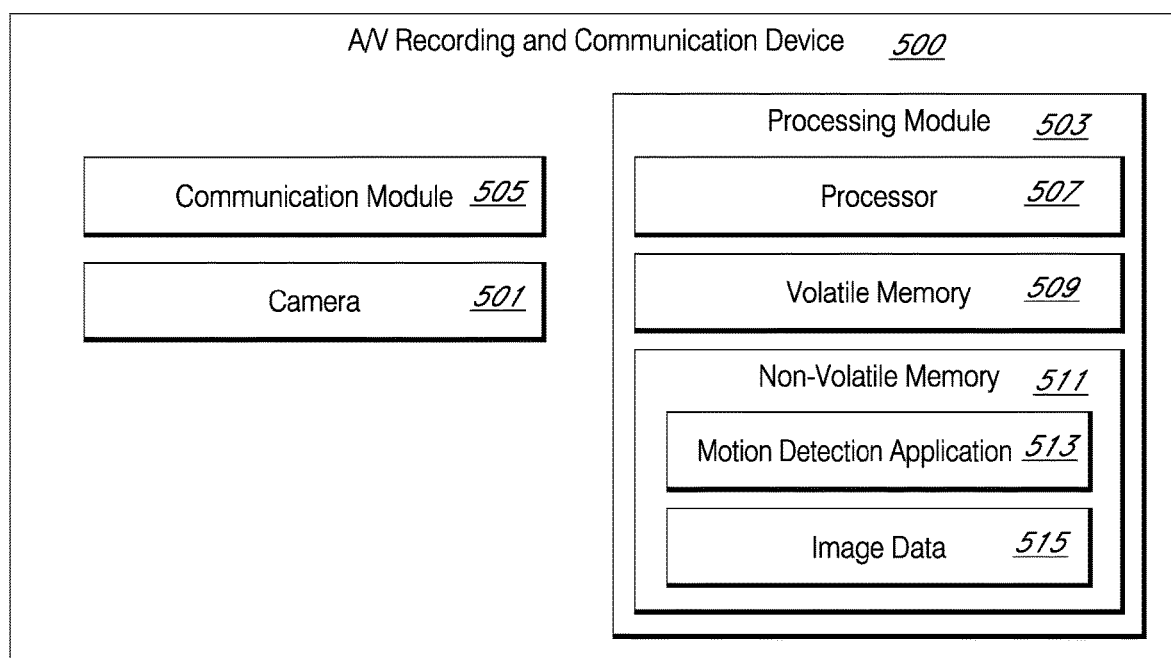 A/V Recording and Communication Device 500
Processing Module 503
Communication Module 505
Processor 507
Camera 501
Volatile Memory 509
Non-Volatile Memory 511
Motion Detection Application 513
Image Data 515